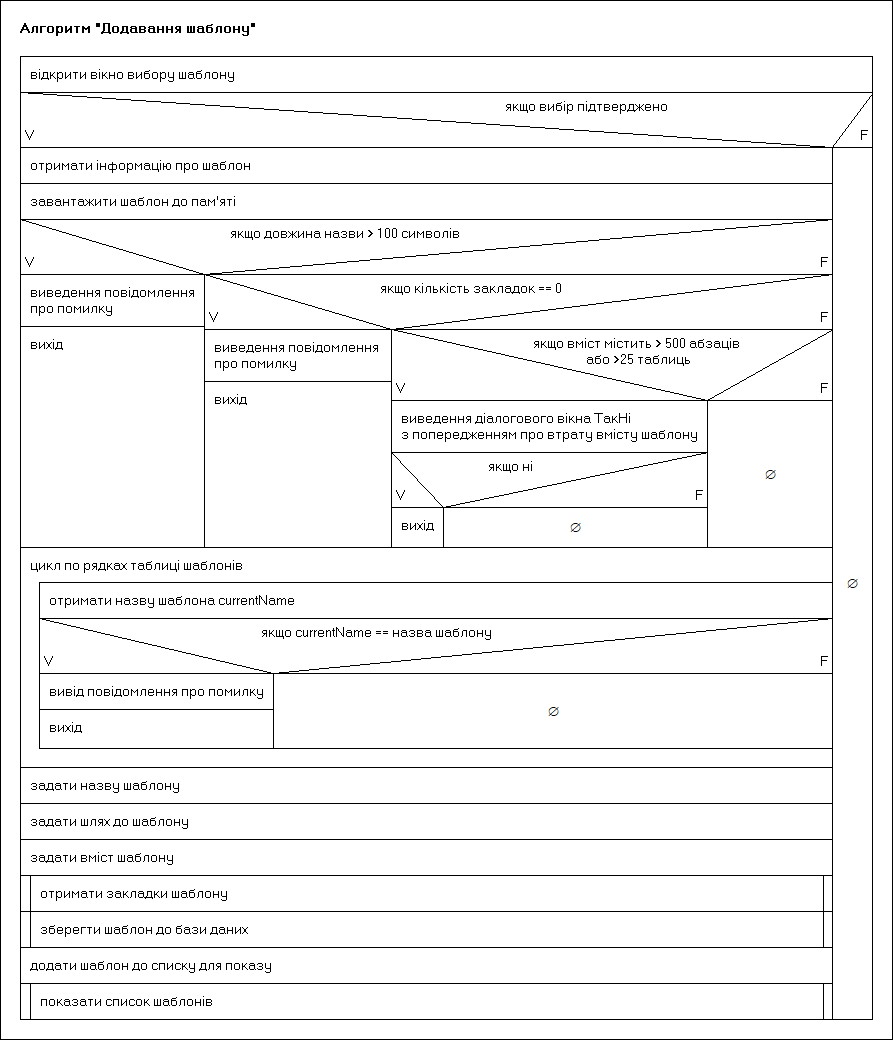 Алгоритм "Додавання шаблону"
відкрити вікно вибору шаблону
якщо вибір підтверджено
V
F
отримати інформацію про шаблон
завантажити шаблон до пам'яті
якщо довжина назви > 100 символів
V
F
виведення повідомлення
про помилку
вихід
якщо кількість закладок == 0
V
F
виведення повідомлення
про помилку
вихід
якщо вміст містить > 500 абзаців
або >25 таблиць
V
F
виведення діалогового вікна ТакНі
з попередженням про втрату вмісту шаблону
якщо ні
V
F
вихід
∅
∅
∅
цикл по рядках таблиці шаблонів
отримати назву шаблона currentName
якщо currentName == назва шаблону
V
F
вивід повідомлення про помилку
вихід
∅
задати назву шаблону
задати шлях до шаблону
задати вміст шаблону
отримати закладки шаблону
зберегти шаблон до бази даних
додати шаблон до списку для показу
показати список шаблонів